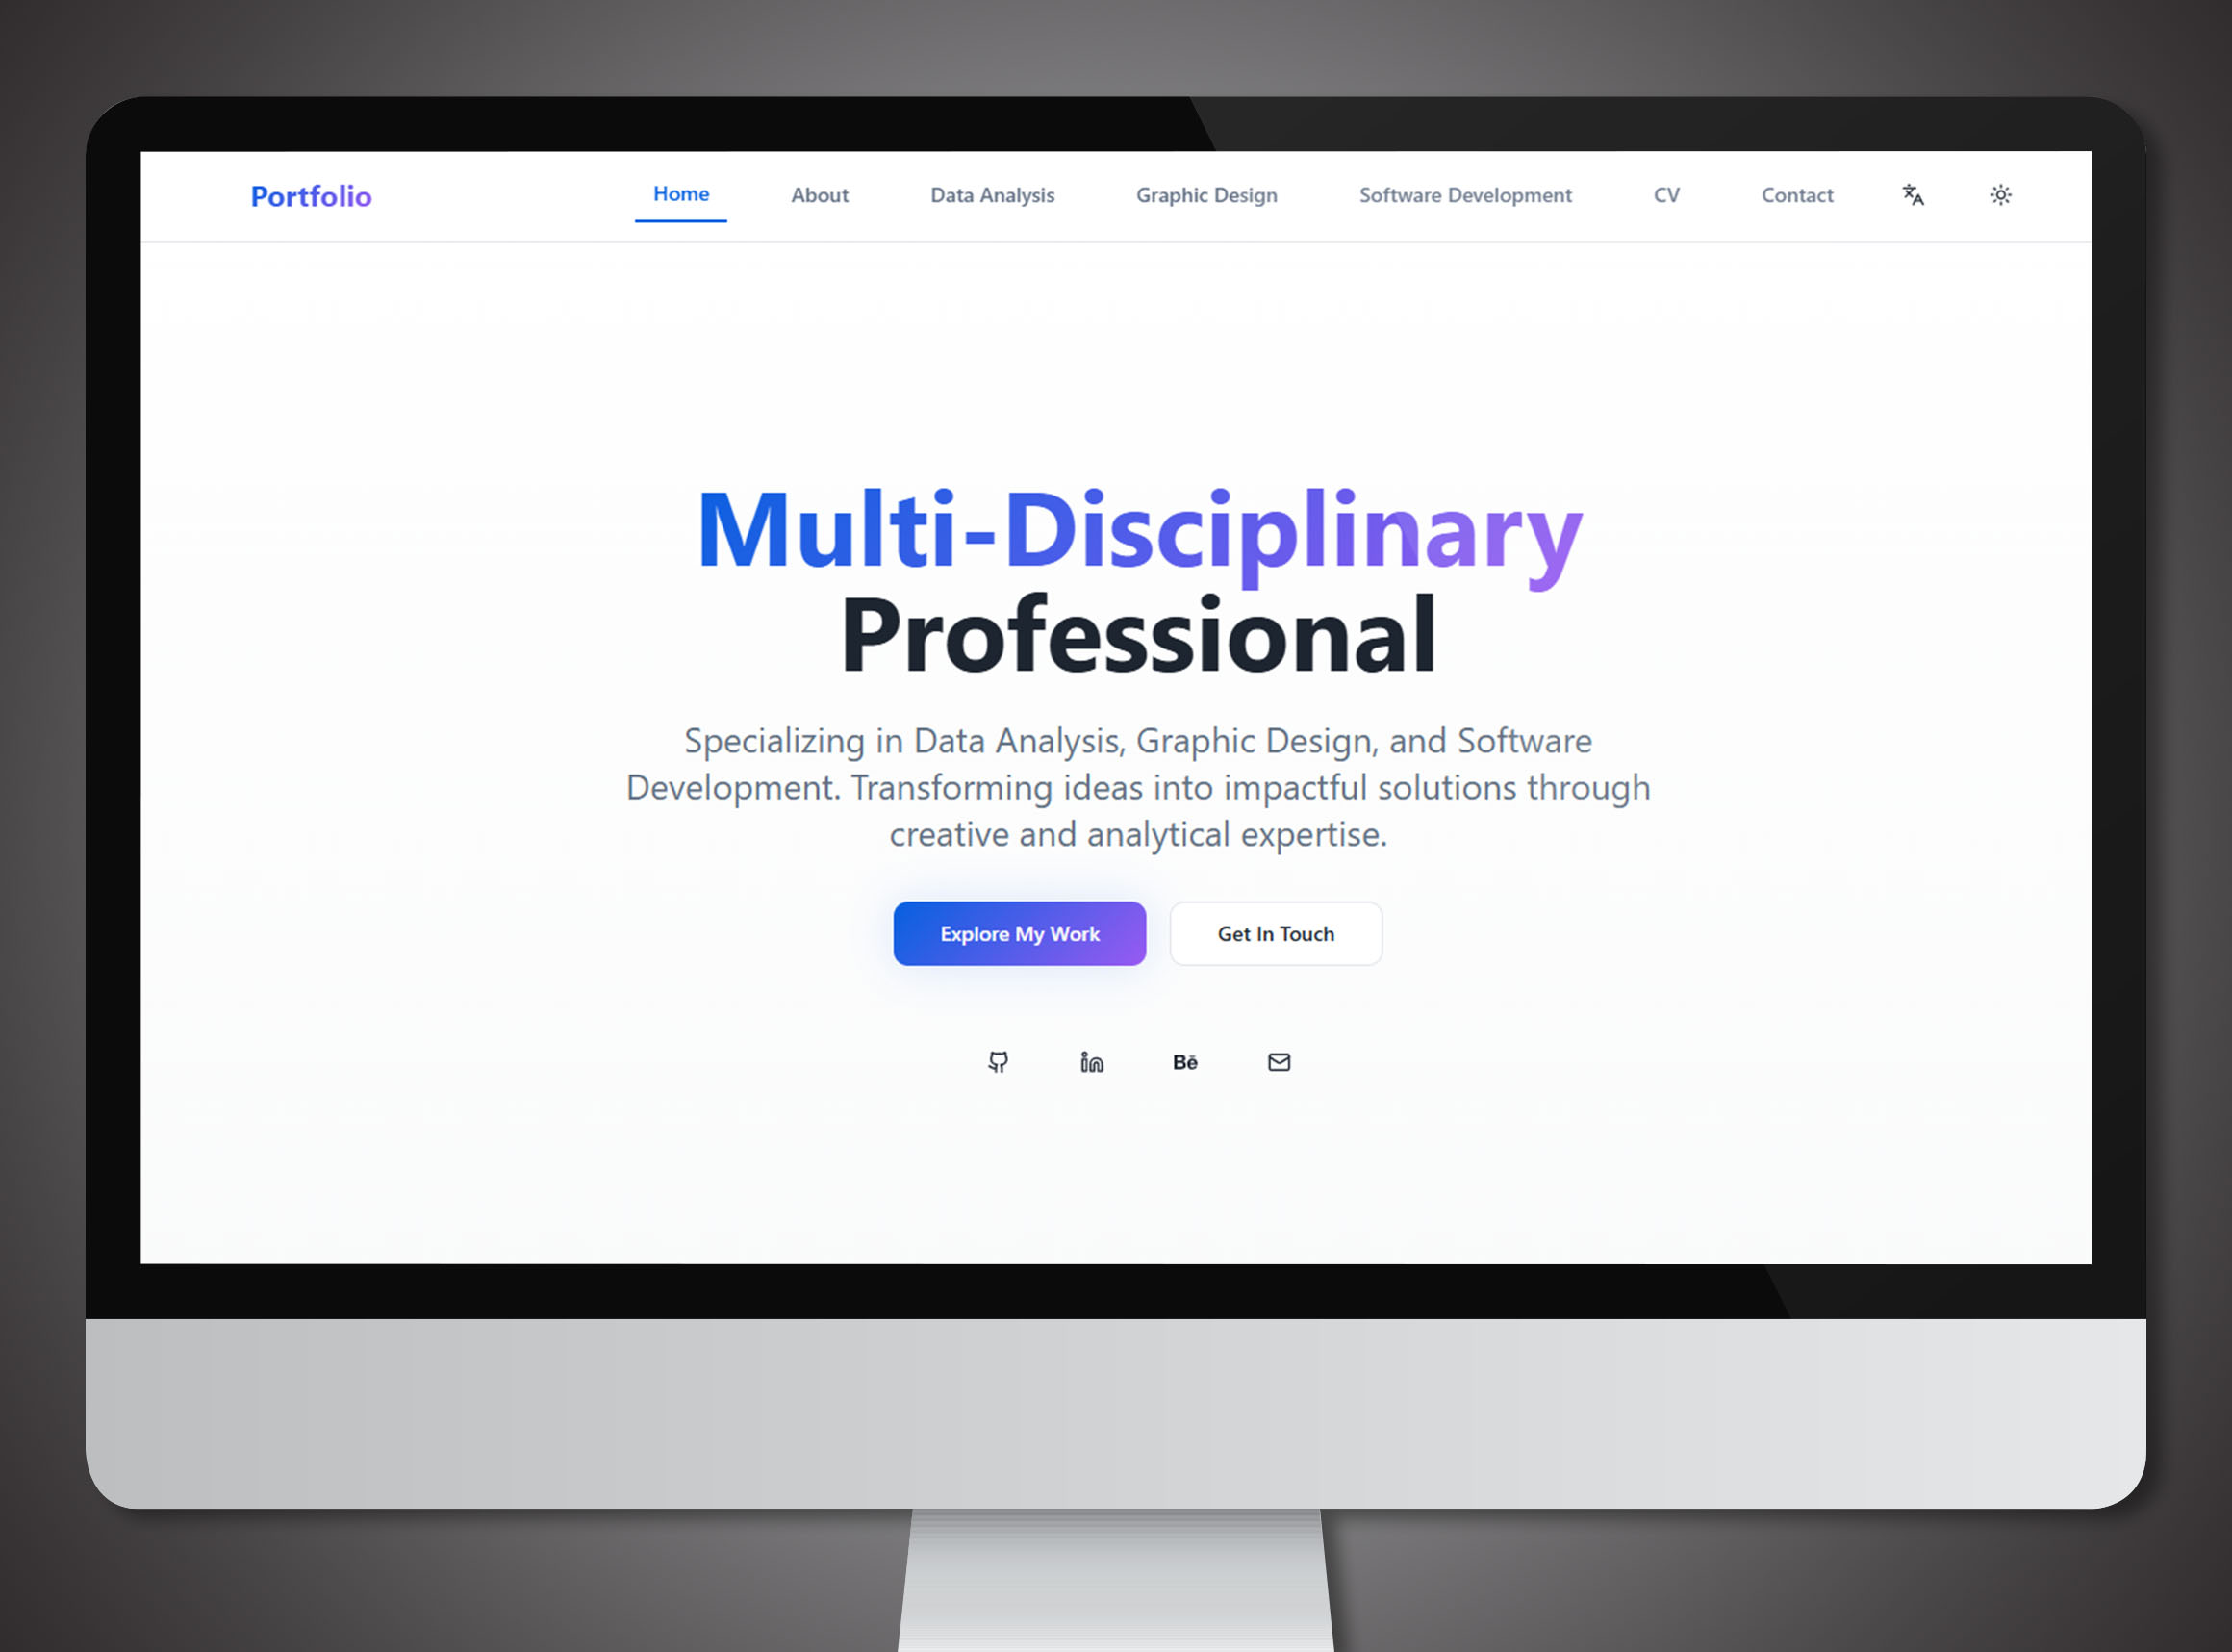 Portfolio
Home About Data Analysis Graphic Design Software Development CV Contact
Multi-Disciplinary
Professional
Specializing in Data Analysis, Graphic Design, and Software
Development. Transforming ideas into impactful solutions through
creative and analytical expertise.
Explore My Work Get In Touch
in Bē